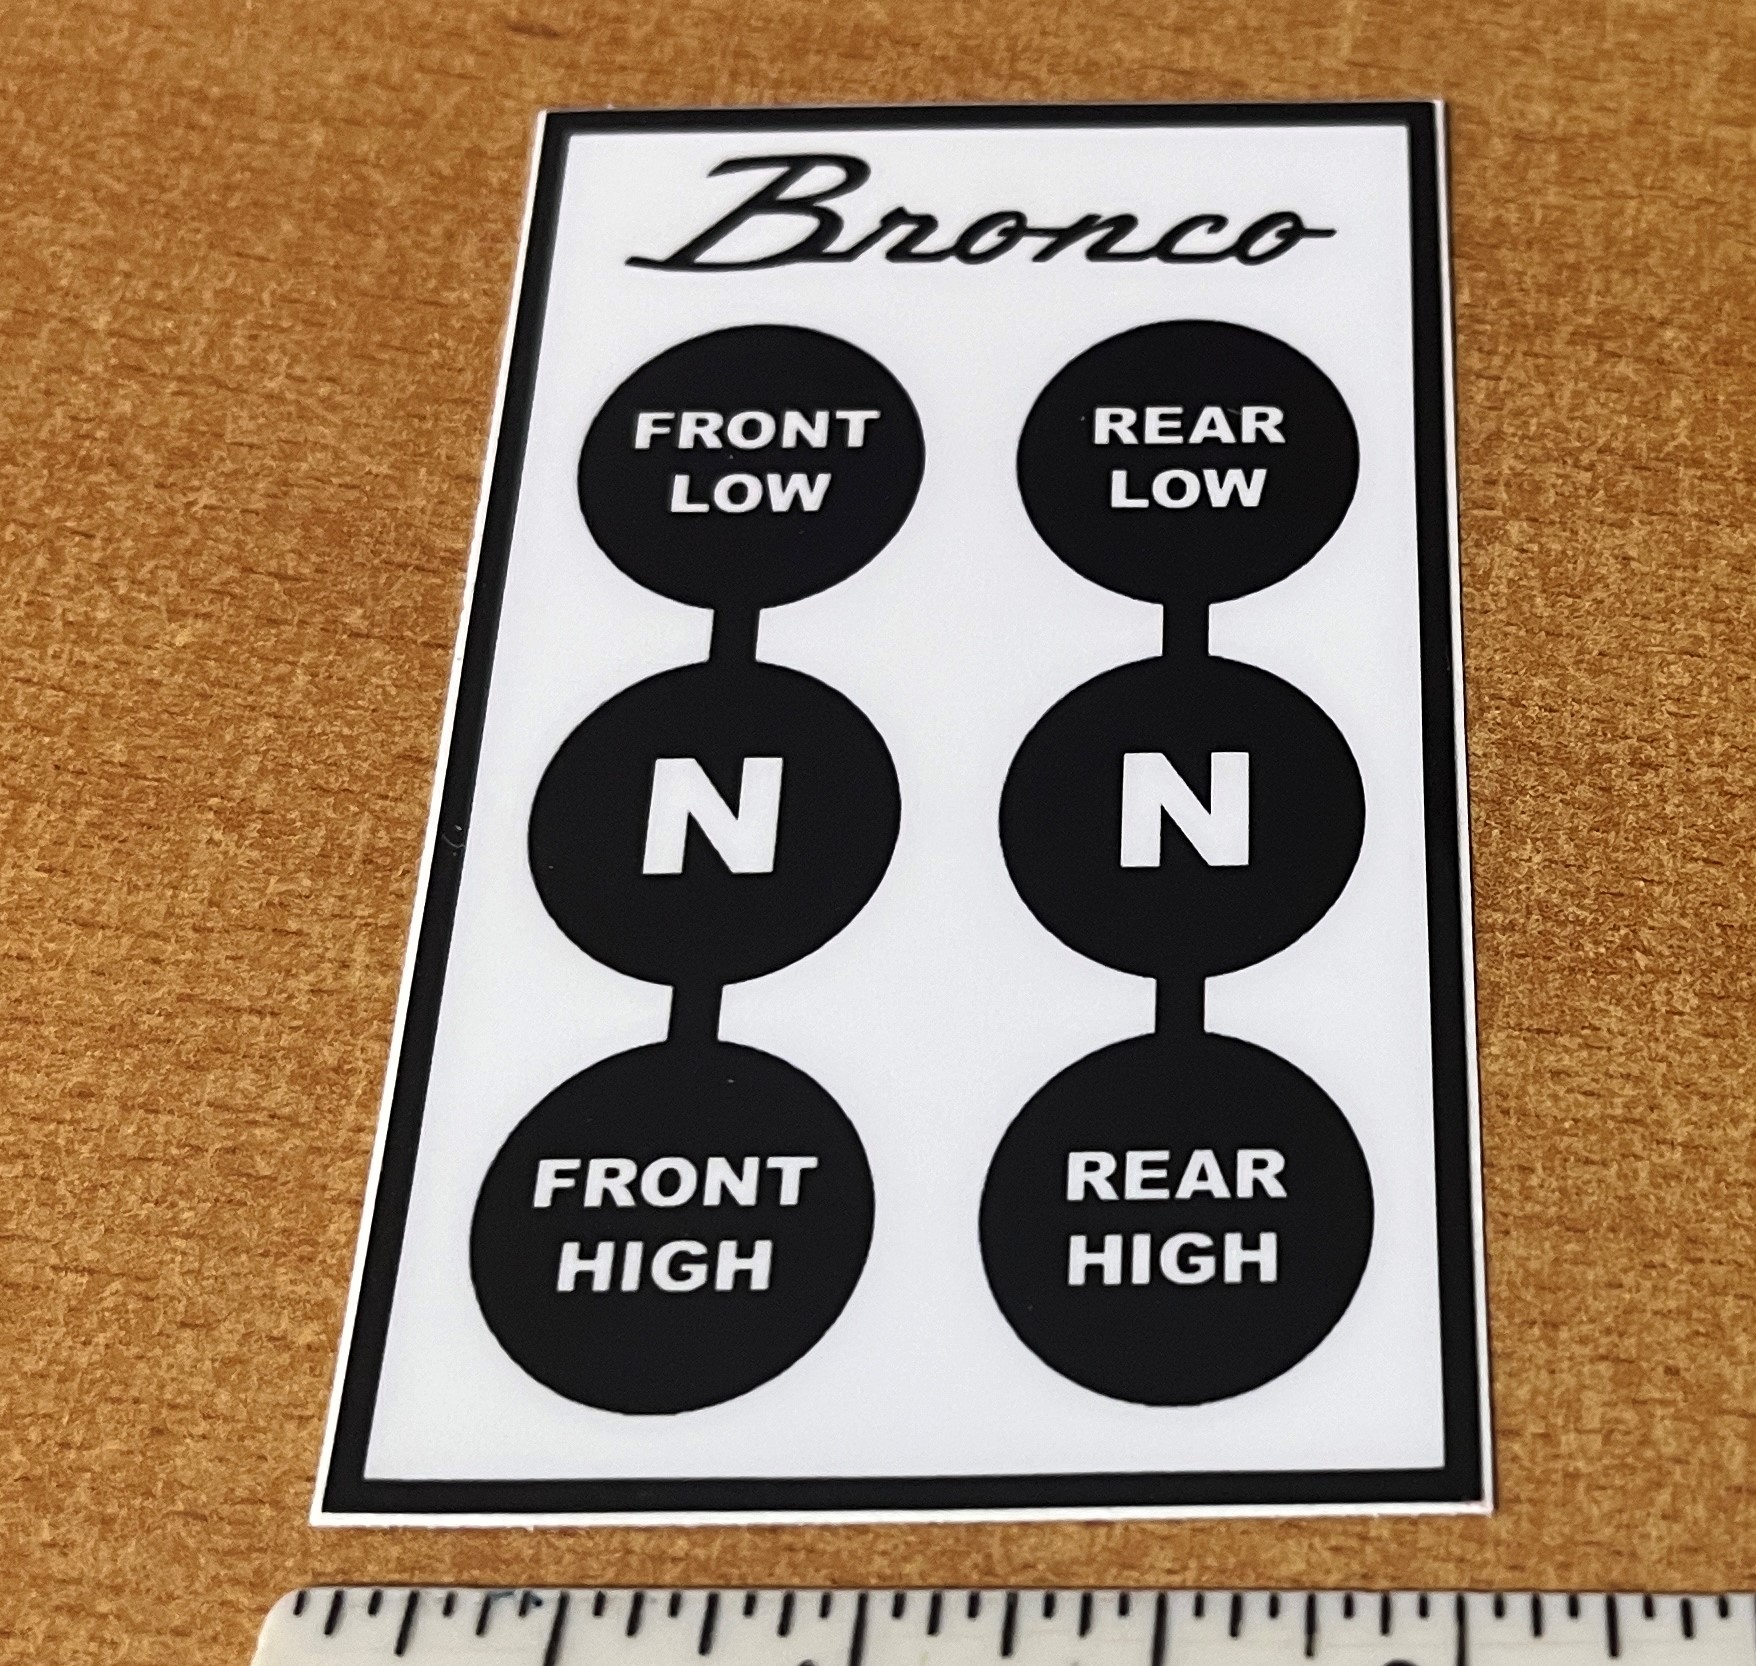 Bronco
FRONT
LOW
REAR
LOW
N
N
FRONT
HIGH
REAR
HIGH